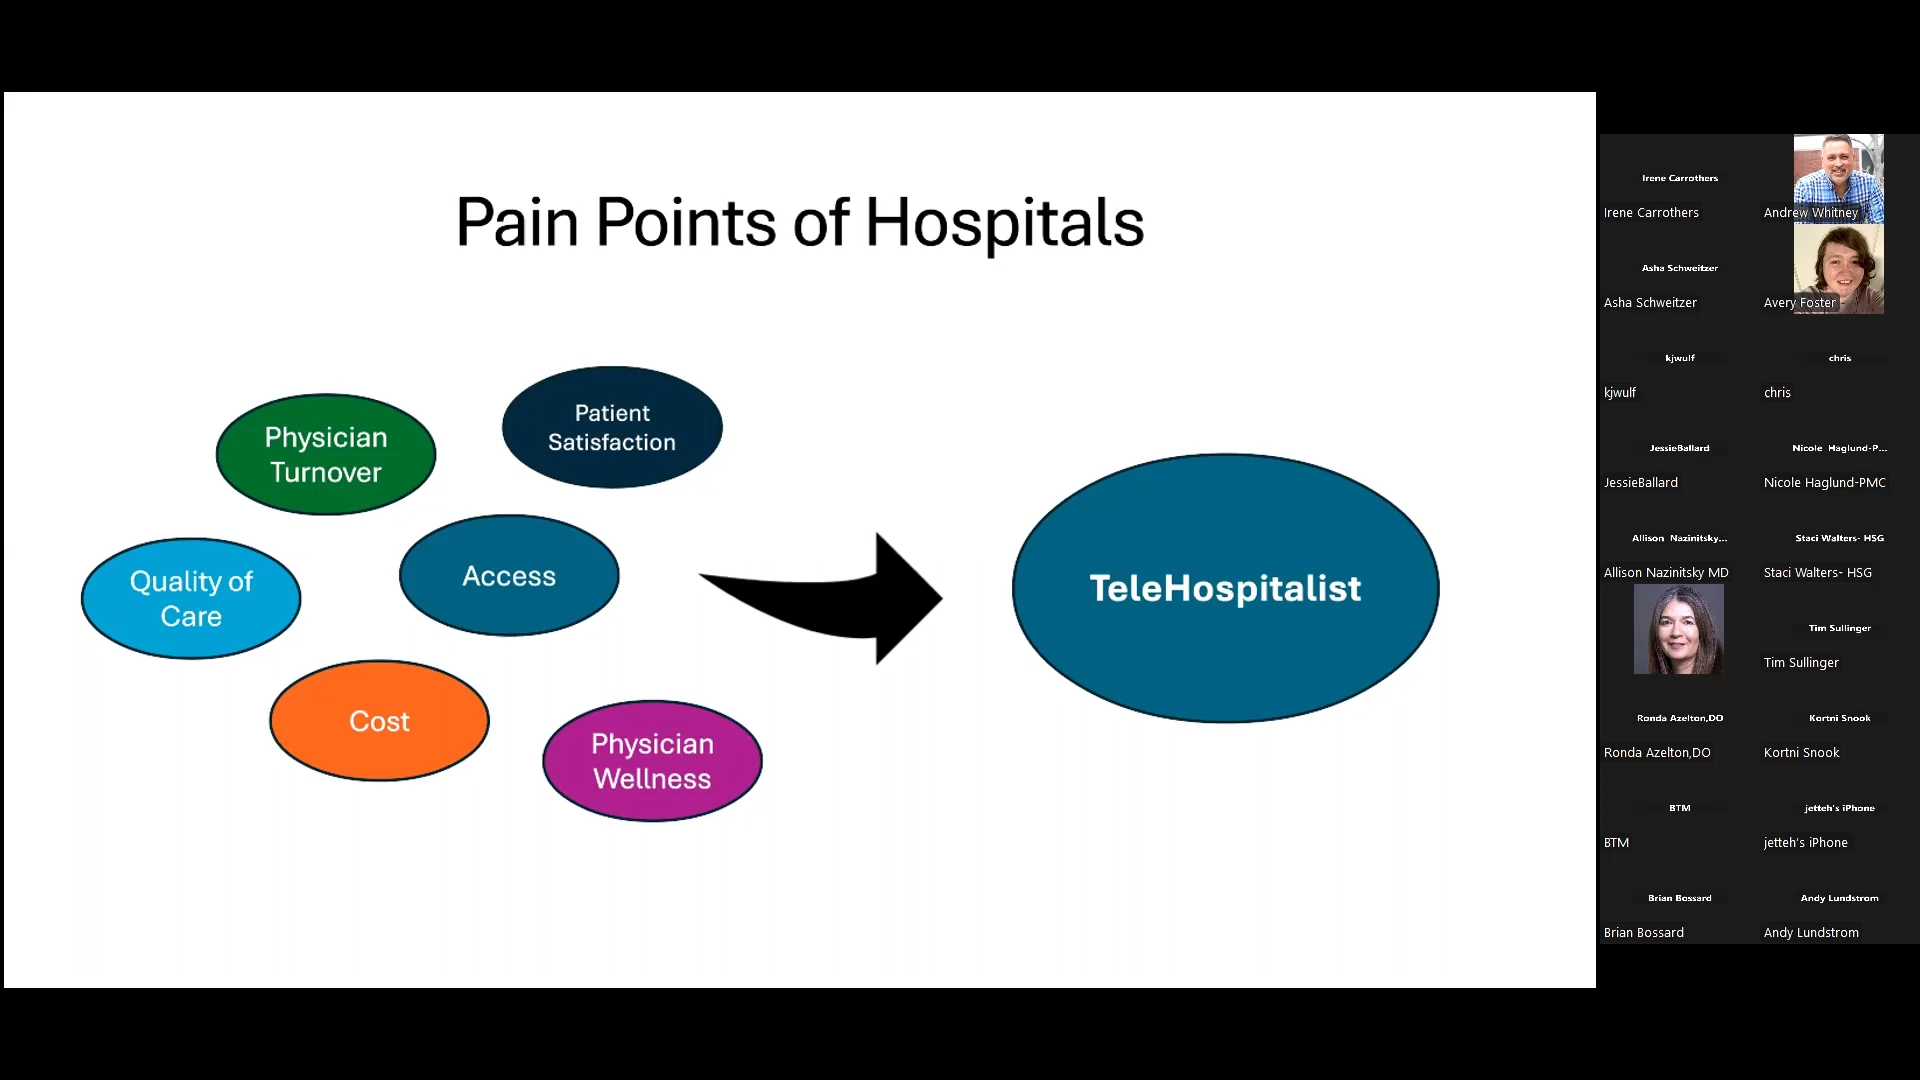 Pain Points of Hospitals
Patient
Satisfaction
Physician
Turnover
Access
Quality of
Care
TeleHospitalist
Cost
Physician
Wellness
Irene Carrothers
Irene Carrothers
Andrew Whitney
Asha Schweitzer
Asha Schweitzer
Avery Foster
kjwulf
kjwulf
chris
chris
JessieBallard
JessieBallard
Nicole Haglund-P...
Nicole Haglund-PMC
Allison Nazinitsky...
Allison Nazinitsky MD
Staci Walters- HSG
Staci Walters- HSG
Tim Sullinger
Tim Sullinger
Ronda Azelton,DO
Ronda Azelton,DO
Kortni Snook
Kortni Snook
BTM
BTM
jetteh's iPhone
jetteh's iPhone
Brian Bossard
Brian Bossard
Andy Lundstrom
Andy Lundstrom